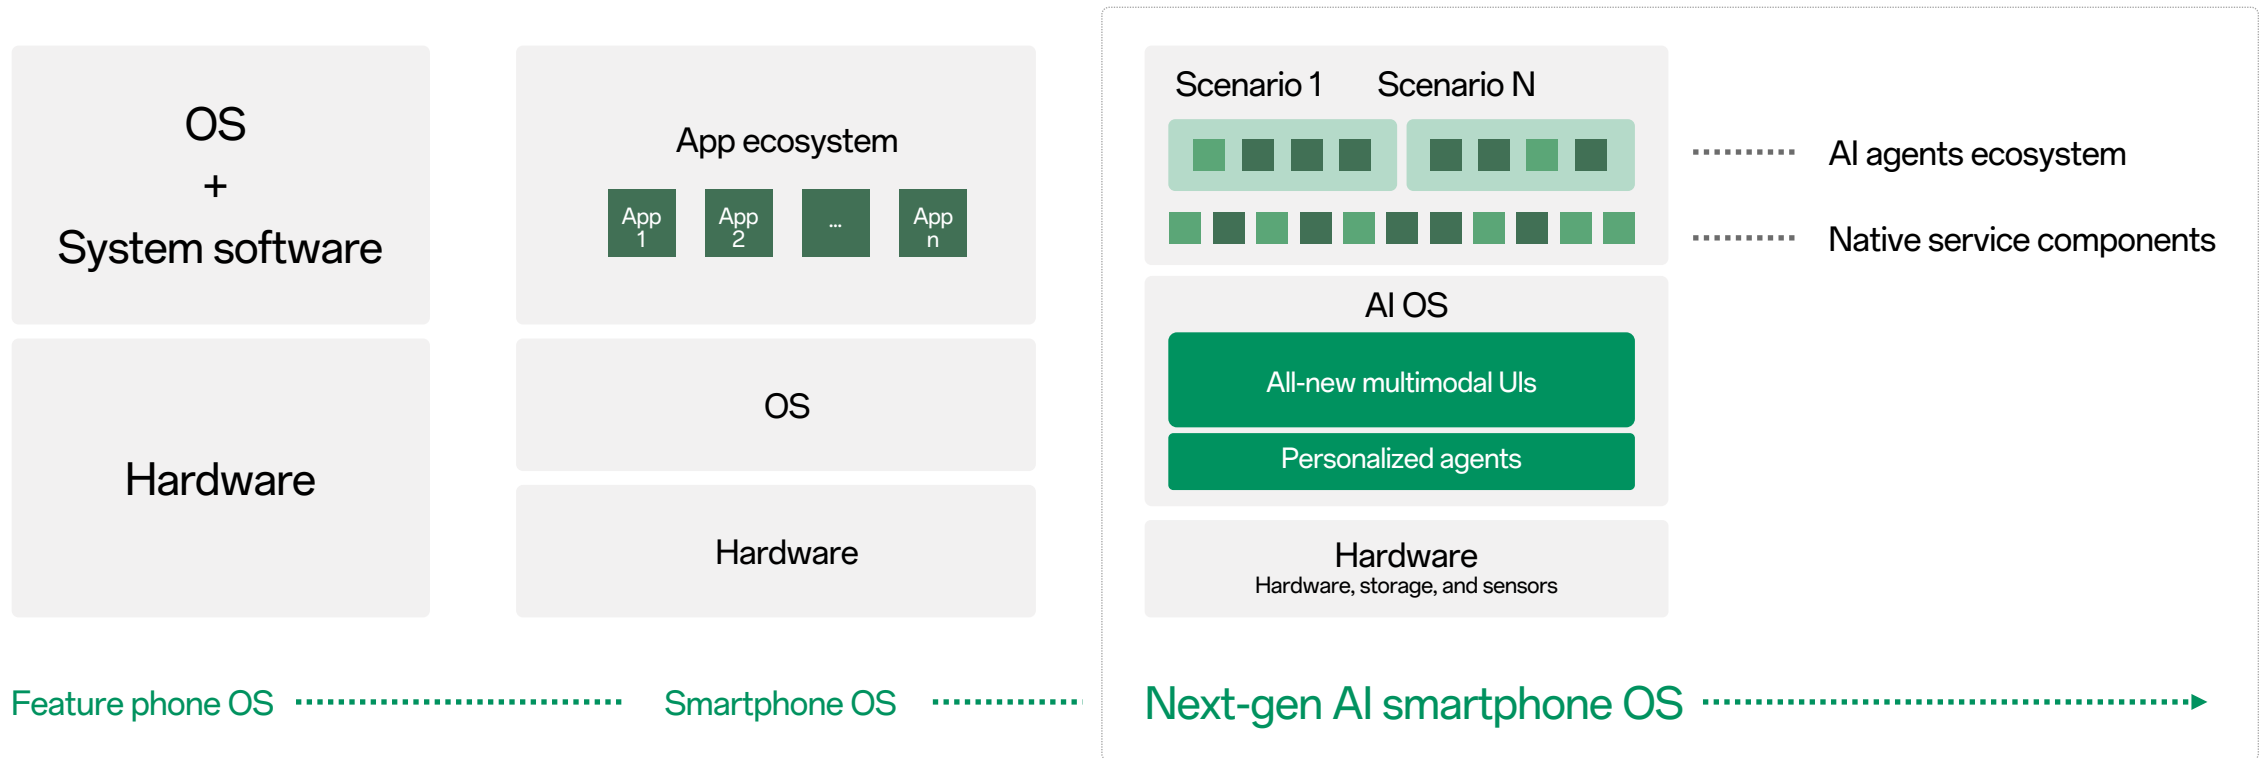 OS
+
System software
Hardware
App ecosystem
App
1
App
2
...
App
n
OS
Hardware
Scenario 1
Scenario N
AI agents ecosystem
Native service components
AI OS
All-new multimodal UIs
Personalized agents
Hardware
Hardware, storage, and sensors
Feature phone OS
Smartphone OS
Next-gen AI smartphone OS